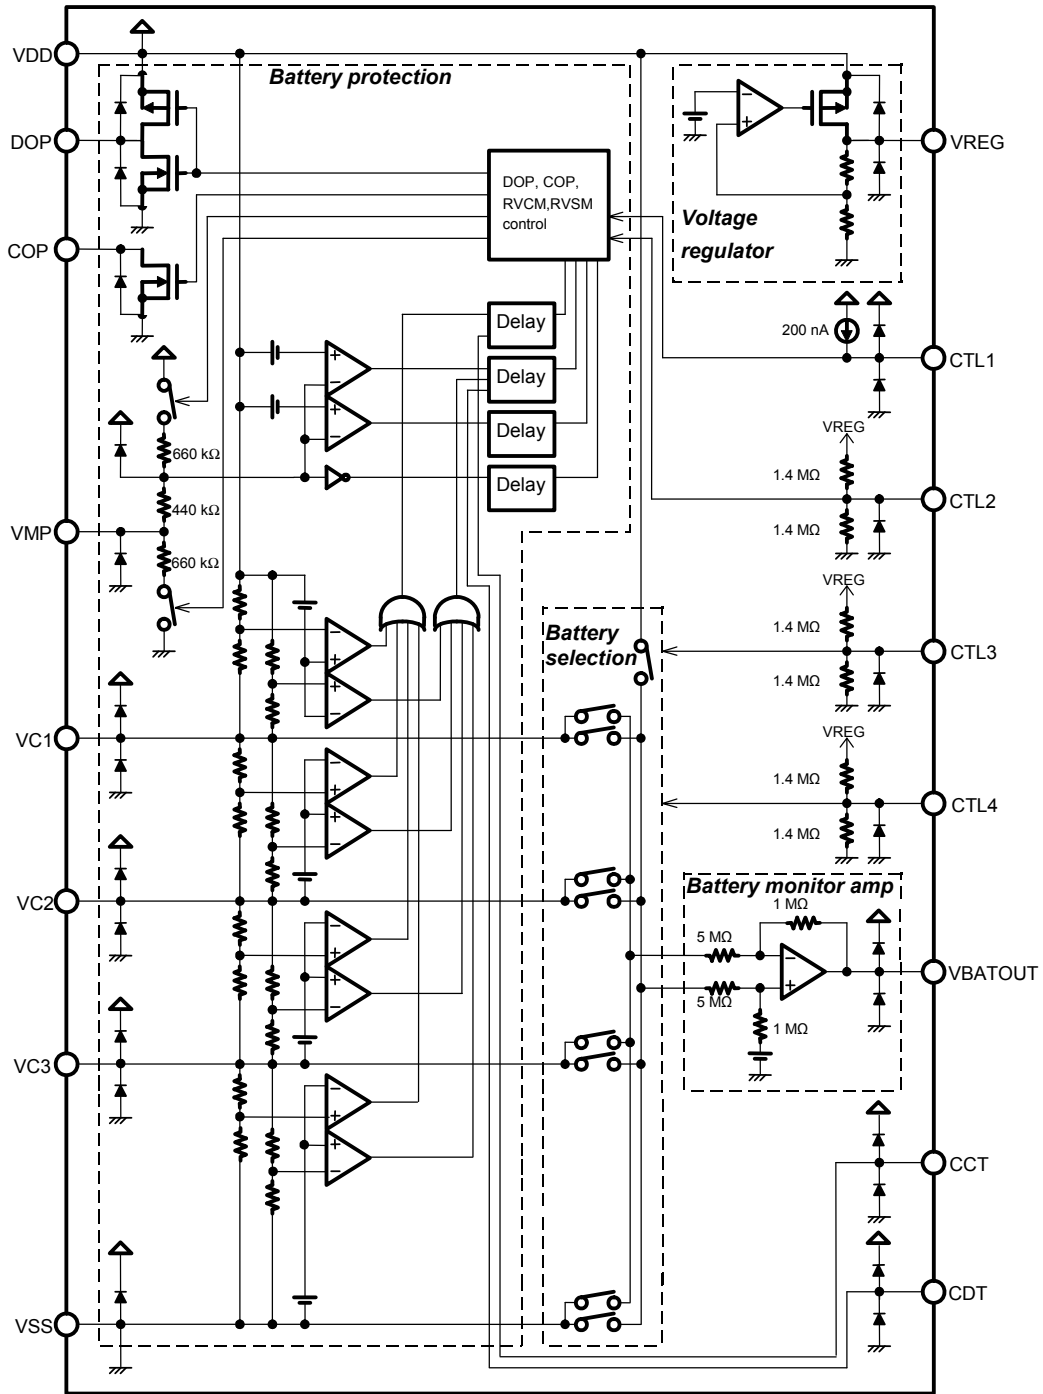 VDD
Battery protection
DOP
DOP, COP,
RVCM,RVSM
control
VREG
Voltage
regulator
COP
200 nA
Delay
CTL1
Delay
Delay
VREG
660 kΩ
1.4 MΩ
Delay
CTL2
440 kΩ
VMP
1.4 MΩ
660 kΩ
VREG
1.4 MΩ
Battery
selection
CTL3
1.4 MΩ
VC1
VREG
1.4 MΩ
CTL4
1.4 MΩ
Battery monitor amp
VC2
1 MΩ
5 MΩ
VBATOUT
5 MΩ
1 MΩ
VC3
CCT
CDT
VSS